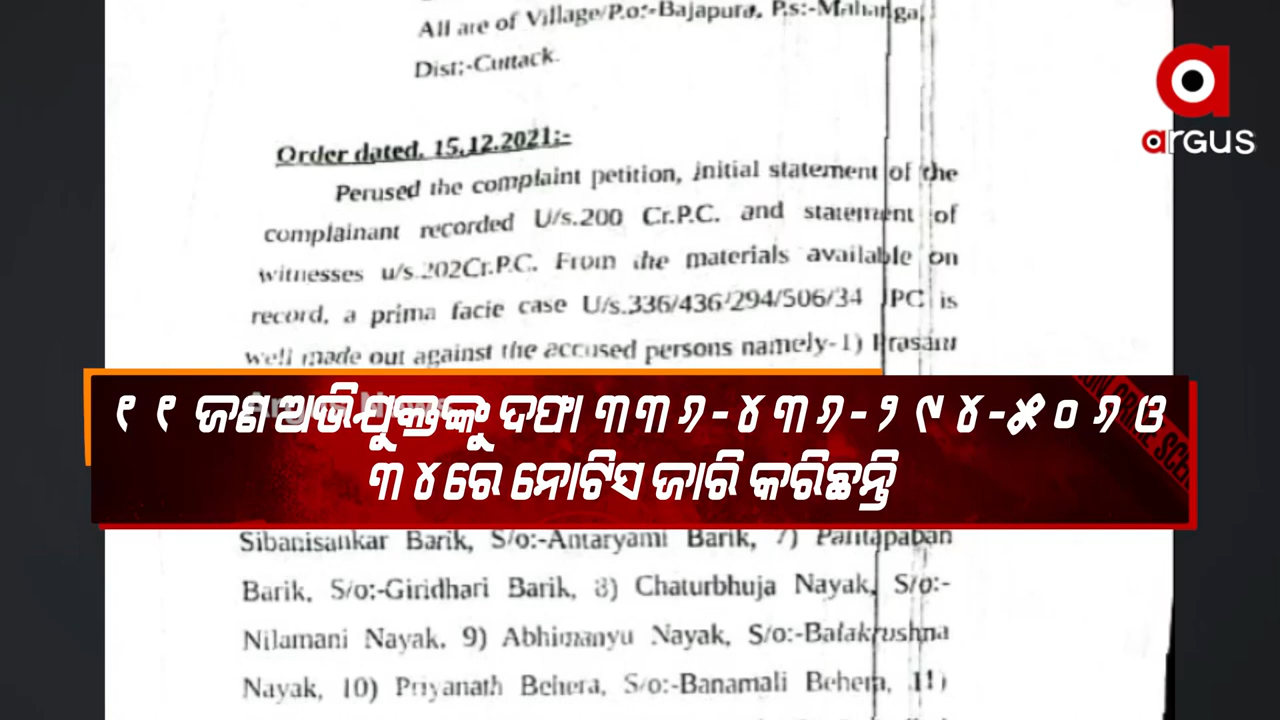 All are of Village/P.o:-Bajapura, P.s:-Mahanga,
Dist:-Cuttack.
argus
Order dated, 15.12.2021:-
Perused the complaint petition, initial statement of the
complainant recorded U/s.200 Cr.P.C. and statement of
witnesses u/s.202Cr.P.C. From the materials available on
record, a prima facie case U/s.336/436/294/506/34 IPC is
well made out against the accused persons namely-1) Prasant
୧୧ ଜଣ ଅଭିଯୁକ୍ତଙ୍କୁ ଦଫା ୩୩୬-୪୩୬-୨୯୪-୫୦୬ ଓ
୩୪ରେ ନୋଟିସ ଜାରି କରିଛନ୍ତି
Sibanisankar Barik, S/o:-Antaryami Barik, 7) Patitapaban
Barik, S/o:-Giridhari Barik, 8) Chaturbhuja Nayak, S/o:-
Nilamani Nayak, 9) Abhimanyu Nayak, S/o:-Balakrushna
Nayak, 10) Priyanath Behera, S/o:-Banamali Behera, 11)